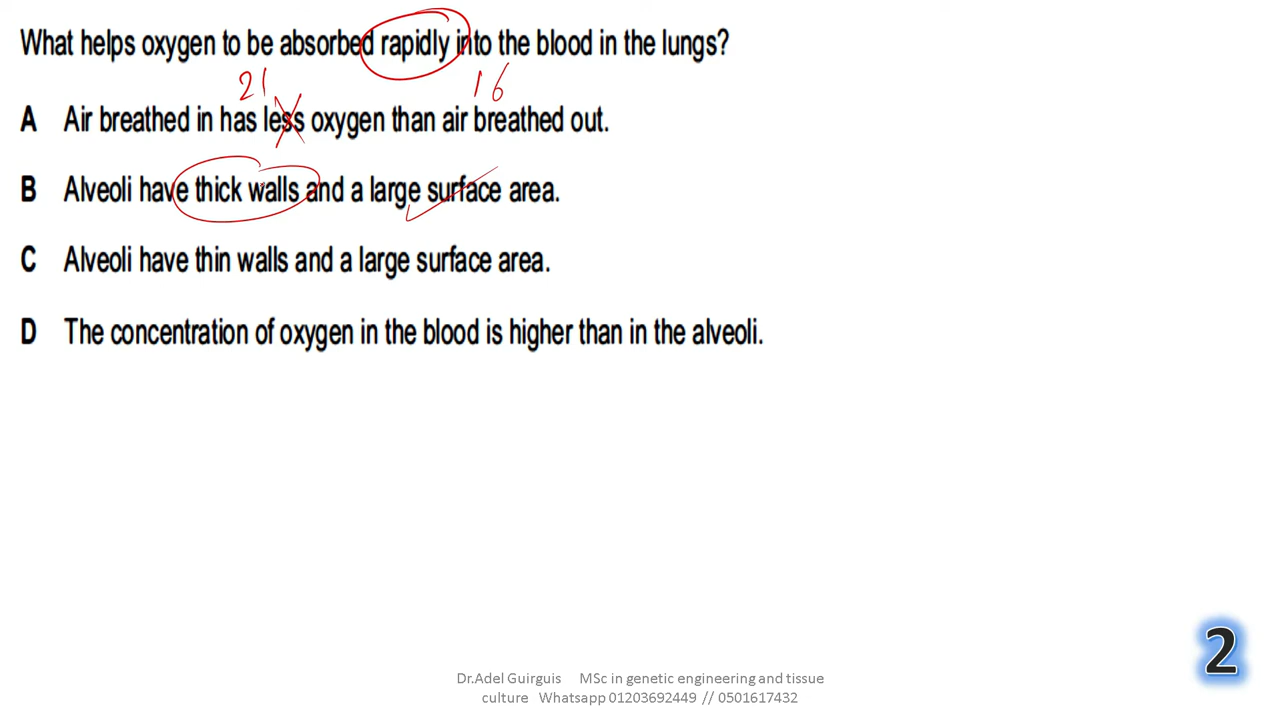 What helps oxygen to be absorbed rapidly into the blood in the lungs?
21 16
A Air breathed in has less oxygen than air breathed out.
B Alveoli have thick walls and a large surface area.
C Alveoli have thin walls and a large surface area.
D The concentration of oxygen in the blood is higher than in the alveoli.
2
Dr.Adel Guirguis MSc in genetic engineering and tissue
culture Whatsapp 01203692449 // 0501617432